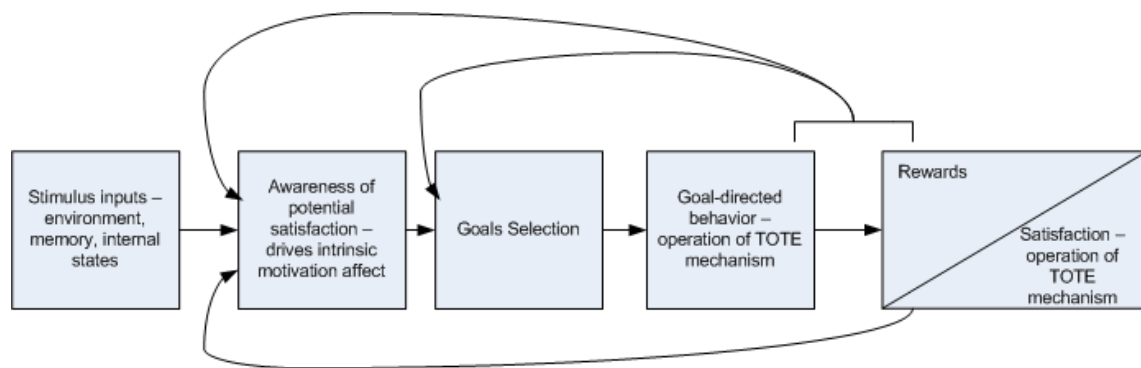 Stimulus inputs –
environment,
memory, internal
states
Awareness of
potential
satisfaction –
drives intrinsic
motivation affect
Goals Selection
Goal-directed
behavior –
operation of TOTE
mechanism
Rewards
Satisfaction –
operation of
TOTE
mechanism